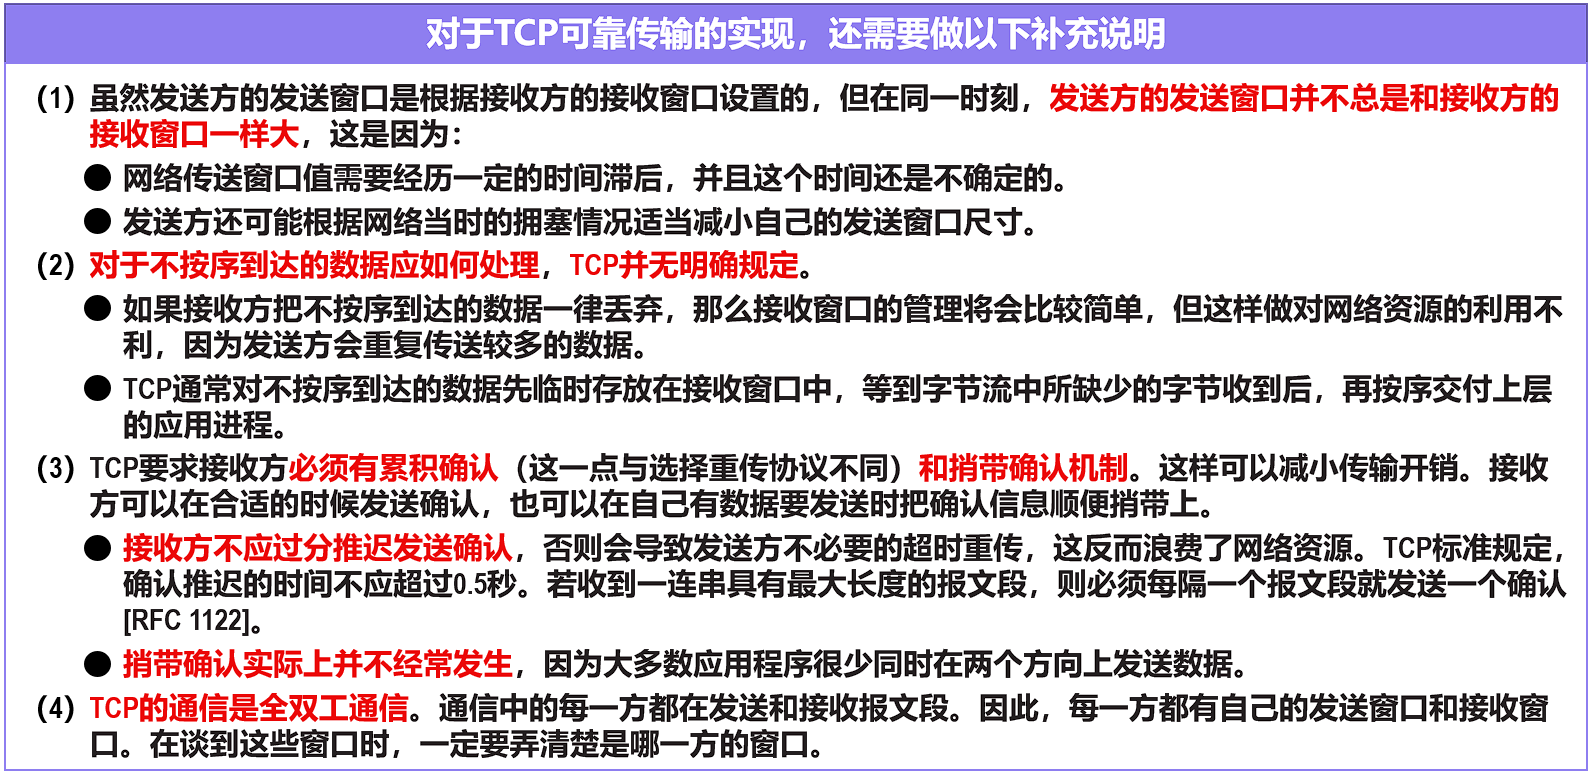 对于TCP可靠传输的实现，还需要做以下补充说明
（1）虽然发送方的发送窗口是根据接收方的接收窗口设置的，但在同一时刻，发送方的发送窗口并不总是和接收方的
接收窗口一样大，这是因为：
● 网络传送窗口值需要经历一定的时间滞后，并且这个时间还是不确定的。
● 发送方还可能根据网络当时的拥塞情况适当减小自己的发送窗口尺寸。
（2）对于不按序到达的数据应如何处理，TCP并无明确规定。
● 如果接收方把不按序到达的数据一律丢弃，那么接收窗口的管理将会比较简单，但这样做对网络资源的利用不
利，因为发送方会重复传送较多的数据。
● TCP通常对不按序到达的数据先临时存放在接收窗口中，等到字节流中所缺少的字节收到后，再按序交付上层
的应用进程。
（3）TCP要求接收方必须有累积确认（这一点与选择重传协议不同）和捎带确认机制。这样可以减小传输开销。接收
方可以在合适的时候发送确认，也可以在自己有数据要发送时把确认信息顺便捎带上。
● 接收方不应过分推迟发送确认，否则会导致发送方不必要的超时重传，这反而浪费了网络资源。TCP标准规定，
确认推迟的时间不应超过0.5秒。若收到一连串具有最大长度的报文段，则必须每隔一个报文段就发送一个确认
[RFC 1122]。
● 捎带确认实际上并不经常发生，因为大多数应用程序很少同时在两个方向上发送数据。
（4）TCP的通信是全双工通信。通信中的每一方都在发送和接收报文段。因此，每一方都有自己的发送窗口和接收窗
口。在谈到这些窗口时，一定要弄清楚是哪一方的窗口。